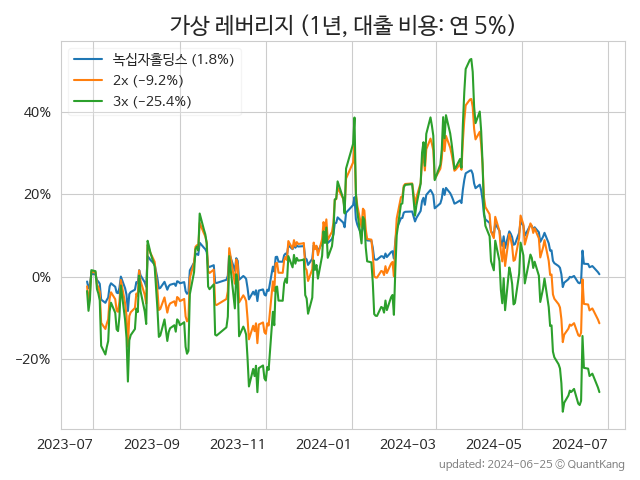 가상 레버리지 (1년, 대출 비용: 연 5%)
녹십자홀딩스 (1.8%)
2x (−9.2%)
3x (−25.4%)
40%
20%
0%
−20%
2023-07 2023-09 2023-11 2024-01 2024-03 2024-05 2024-07
updated: 2024-06-25 © QuantKang